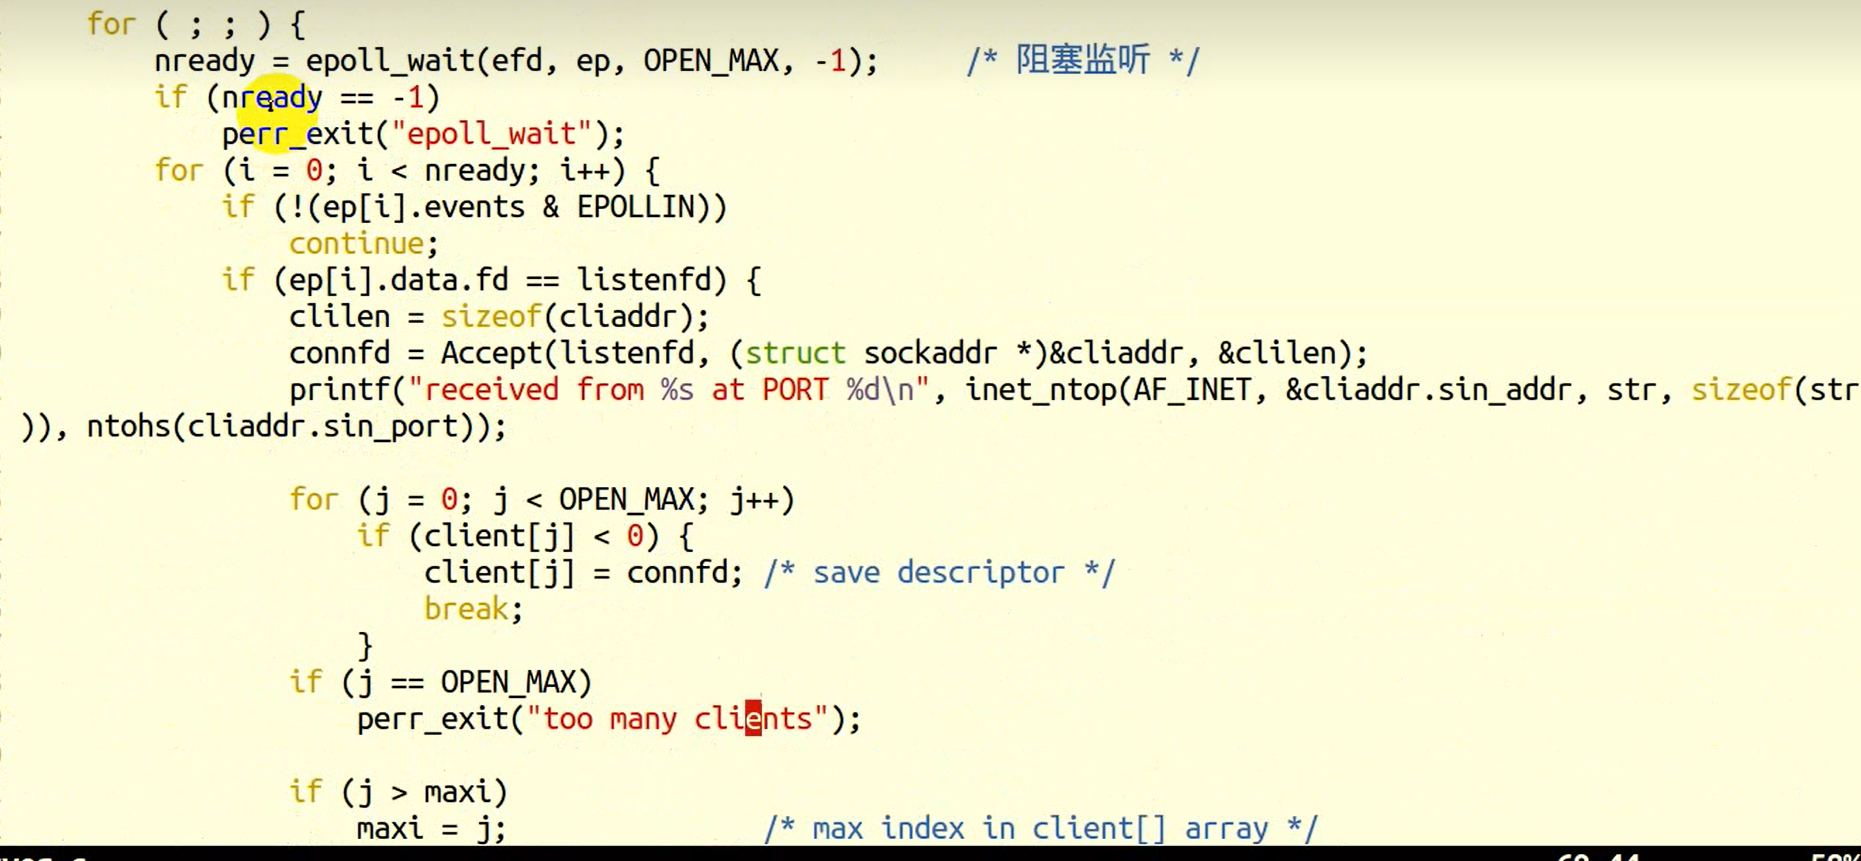 for ( ; ; ) {
nready = epoll_wait(efd, ep, OPEN_MAX, -1);     /* 阻塞监听 */
if (nready == -1)
perr_exit("epoll_wait");
for (i = 0; i < nready; i++) {
if (!(ep[i].events & EPOLLIN))
continue;
if (ep[i].data.fd == listenfd) {
clilen = sizeof(cliaddr);
connfd = Accept(listenfd, (struct sockaddr *)&cliaddr, &clilen);
printf("received from %s at PORT %d\n", inet_ntop(AF_INET, &cliaddr.sin_addr, str, sizeof(str
)), ntohs(cliaddr.sin_port));
for (j = 0; j < OPEN_MAX; j++)
if (client[j] < 0) {
client[j] = connfd; /* save descriptor */
break;
}
if (j == OPEN_MAX)
perr_exit("too many clients");
if (j > maxi)
maxi = j;     /* max index in client[] array */